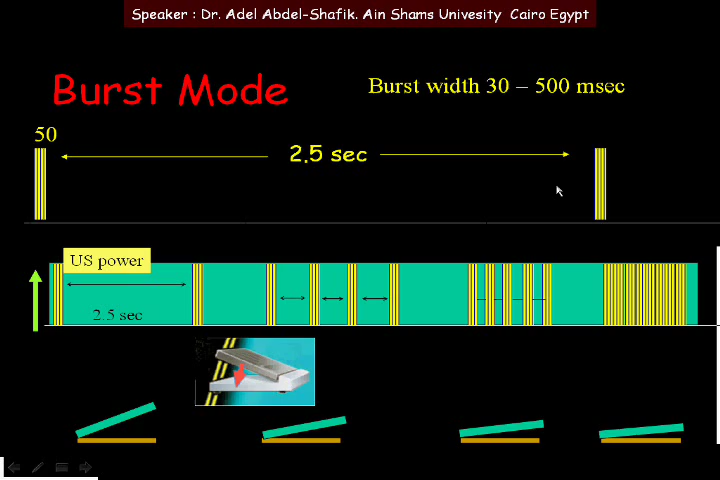 Speaker : Dr. Adel Abdel-Shafik. Ain Shams Univesity Cairo Egypt
Burst Mode
Burst width 30 – 500 msec
50
2.5 sec
US power
2.5 sec